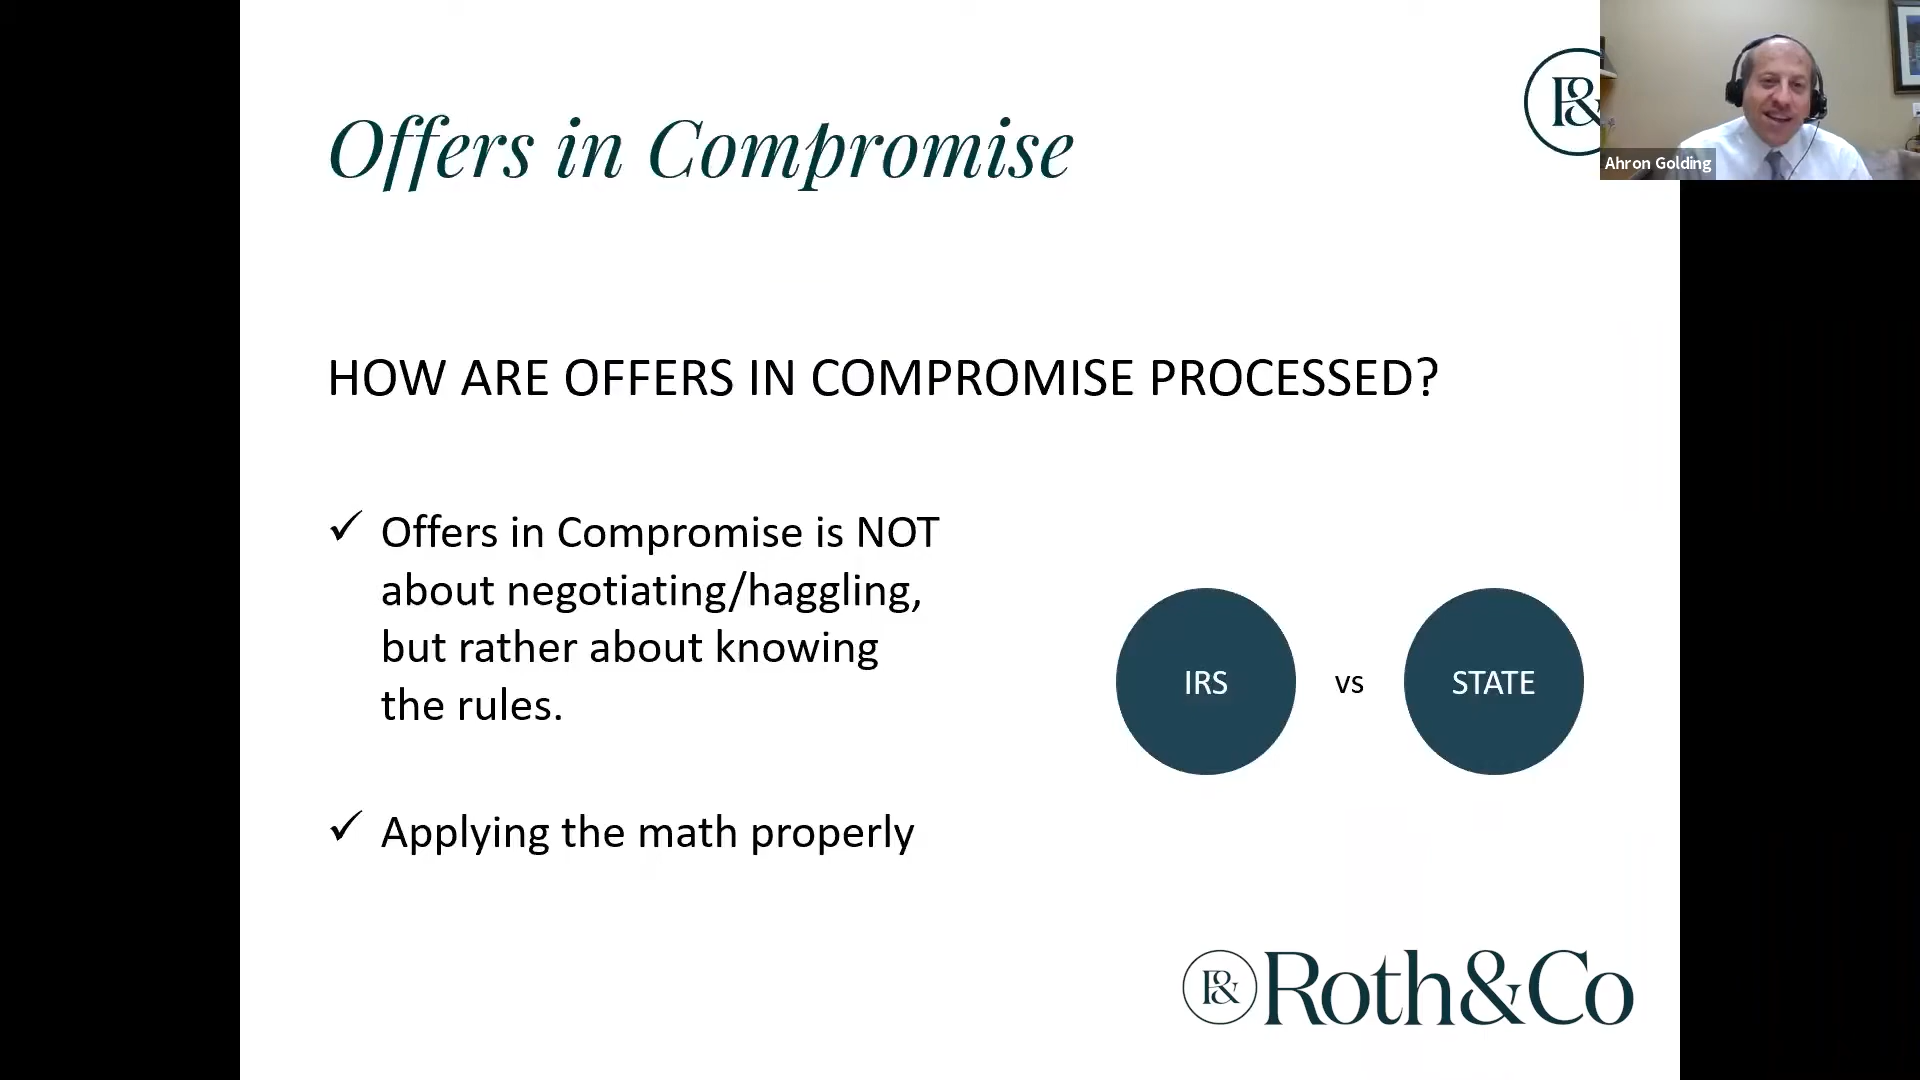 Offers in Compromise
R&
Ahron Golding
HOW ARE OFFERS IN COMPROMISE PROCESSED?
✓ Offers in Compromise is NOT
about negotiating/haggling,
but rather about knowing
the rules.
IRS vs STATE
✓ Applying the math properly
R& Roth&Co